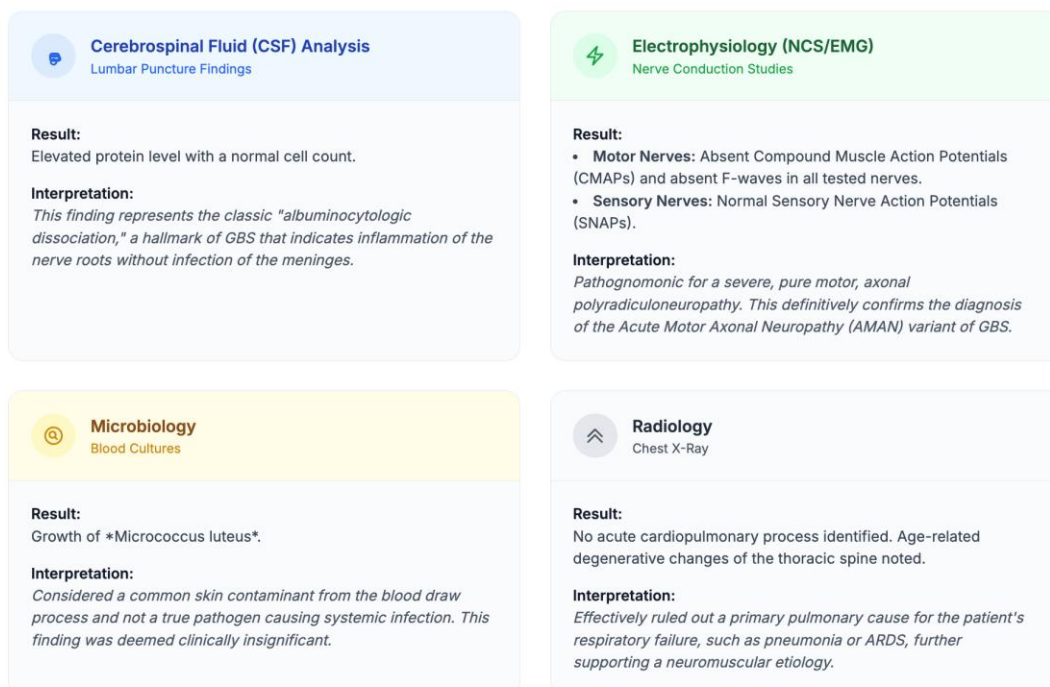 Cerebrospinal Fluid (CSF) Analysis
Lumbar Puncture Findings
Result:
Elevated protein level with a normal cell count.
Interpretation:
This finding represents the classic "albuminocytologic
dissociation," a hallmark of GBS that indicates inflammation of the
nerve roots without infection of the meninges.
Electrophysiology (NCS/EMG)
Nerve Conduction Studies
Result:
• Motor Nerves: Absent Compound Muscle Action Potentials
(CMAPs) and absent F-waves in all tested nerves.
• Sensory Nerves: Normal Sensory Nerve Action Potentials
(SNAPs).
Interpretation:
Pathognomonic for a severe, pure motor, axonal
polyradiculoneuropathy. This definitively confirms the diagnosis
of the Acute Motor Axonal Neuropathy (AMAN) variant of GBS.
Microbiology
Blood Cultures
Result:
Growth of *Micrococcus luteus*.
Interpretation:
Considered a common skin contaminant from the blood draw
process and not a true pathogen causing systemic infection. This
finding was deemed clinically insignificant.
Radiology
Chest X-Ray
Result:
No acute cardiopulmonary process identified. Age-related
degenerative changes of the thoracic spine noted.
Interpretation:
Effectively ruled out a primary pulmonary cause for the patient's
respiratory failure, such as pneumonia or ARDS, further
supporting a neuromuscular etiology.